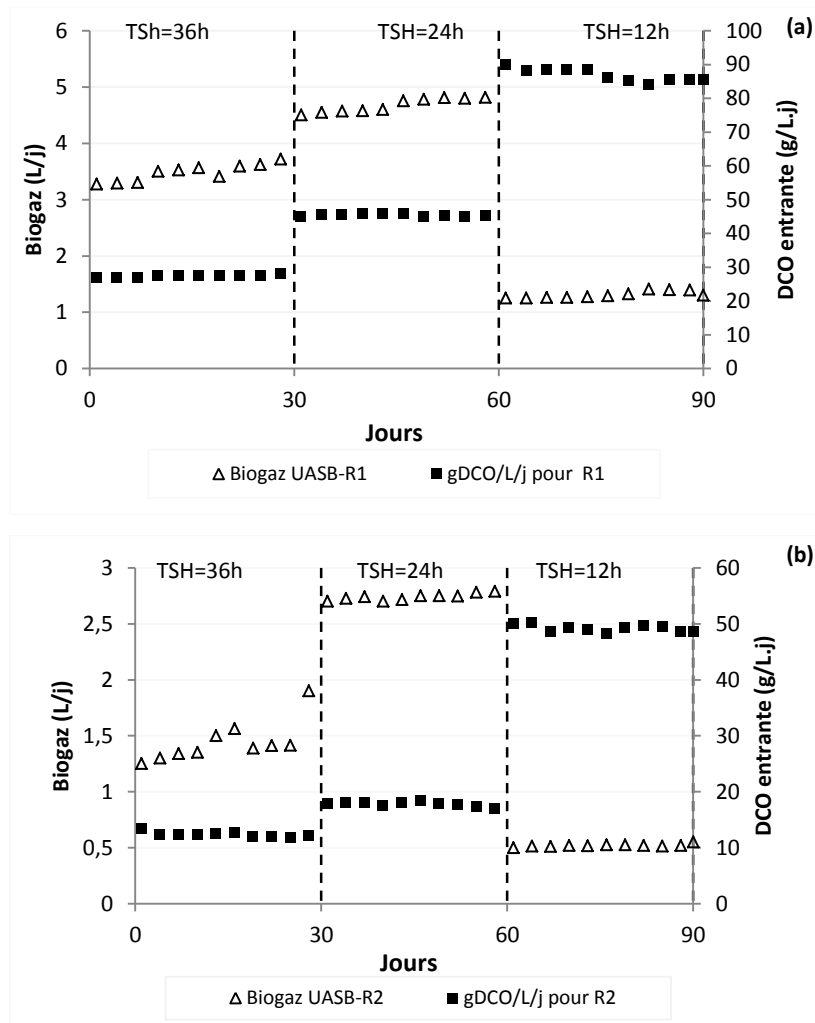 (a)
TSh=36h TSH=24h TSH=12h
6 100
90
5 80
4 70
60
3 50
2 40
30
1 20
10
0 0
Biogaz (L/j)
DCO entrante (g/L.j)
0 30 60 90
Jours
Biogaz UASB-R1 gDCO/L/j pour R1
(b)
TSH=36h TSH=24h TSH=12h
3 60
2,5 50
2 40
1,5 30
1 20
0,5 10
0 0
Biogaz (L/j)
DCO entrante (g/L.j)
0 30 60 90
Jours
Biogaz UASB-R2 gDCO/L/j pour R2